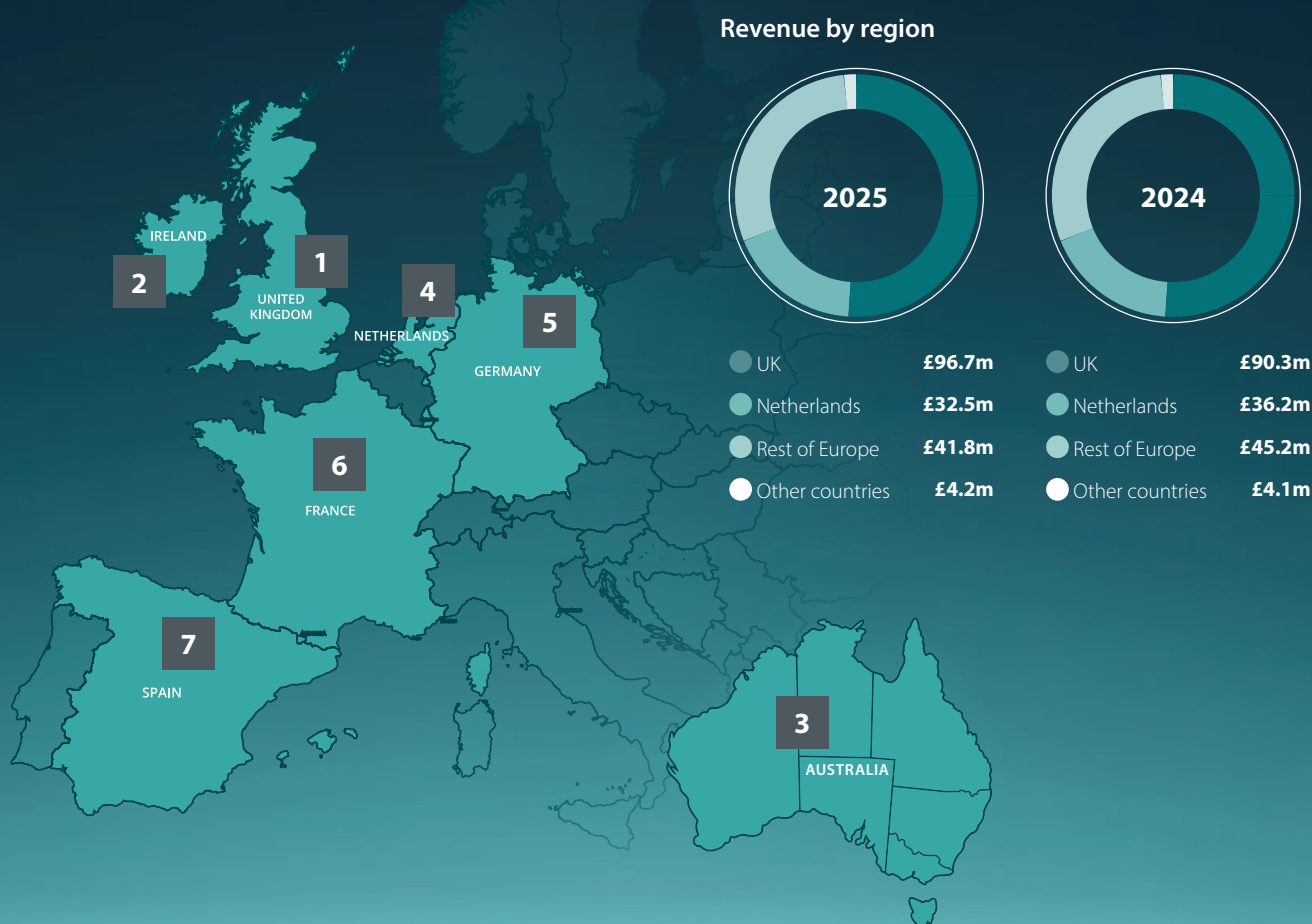 Revenue by region
2025
2024
UK £96.7m
Netherlands £32.5m
Rest of Europe £41.8m
Other countries £4.2m
UK £90.3m
Netherlands £36.2m
Rest of Europe £45.2m
Other countries £4.1m
IRELAND
2
1
UNITED
KINGDOM
4
NETHERLANDS
5
GERMANY
6
FRANCE
7
SPAIN
3
AUSTRALIA